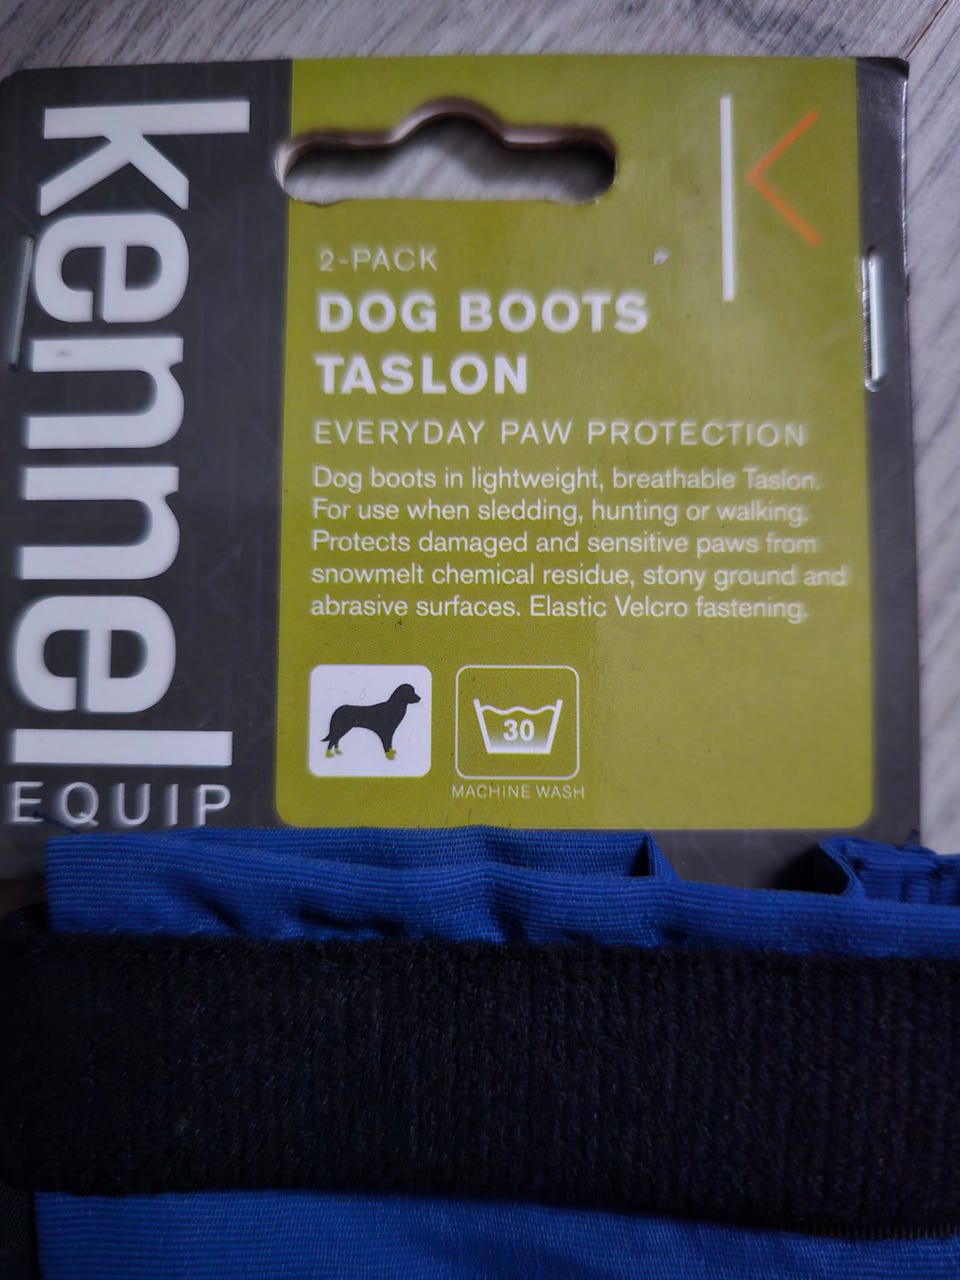 kennel
EQUIP
2-PACK
DOG BOOTS
TASLON
EVERYDAY PAW PROTECTION
Dog boots in lightweight, breathable Taslon.
For use when sledding, hunting or walking.
Protects damaged and sensitive paws from
snowmelt chemical residue, stony ground and
abrasive surfaces. Elastic Velcro fastening.
30
MACHINE WASH